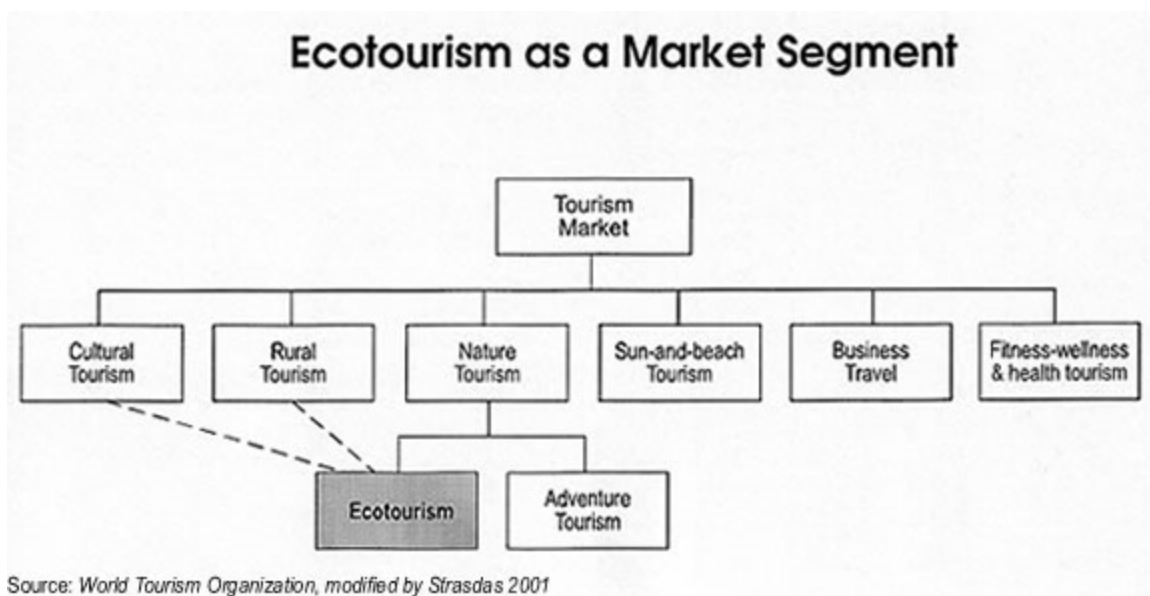 Ecotourism as a Market Segment
Tourism
Market
Cultural
Tourism
Rural
Tourism
Nature
Tourism
Sun-and-beach
Tourism
Business
Travel
Fitness-wellness
& health tourism
Ecotourism
Adventure
Tourism
Source: World Tourism Organization, modified by Strasdas 2001